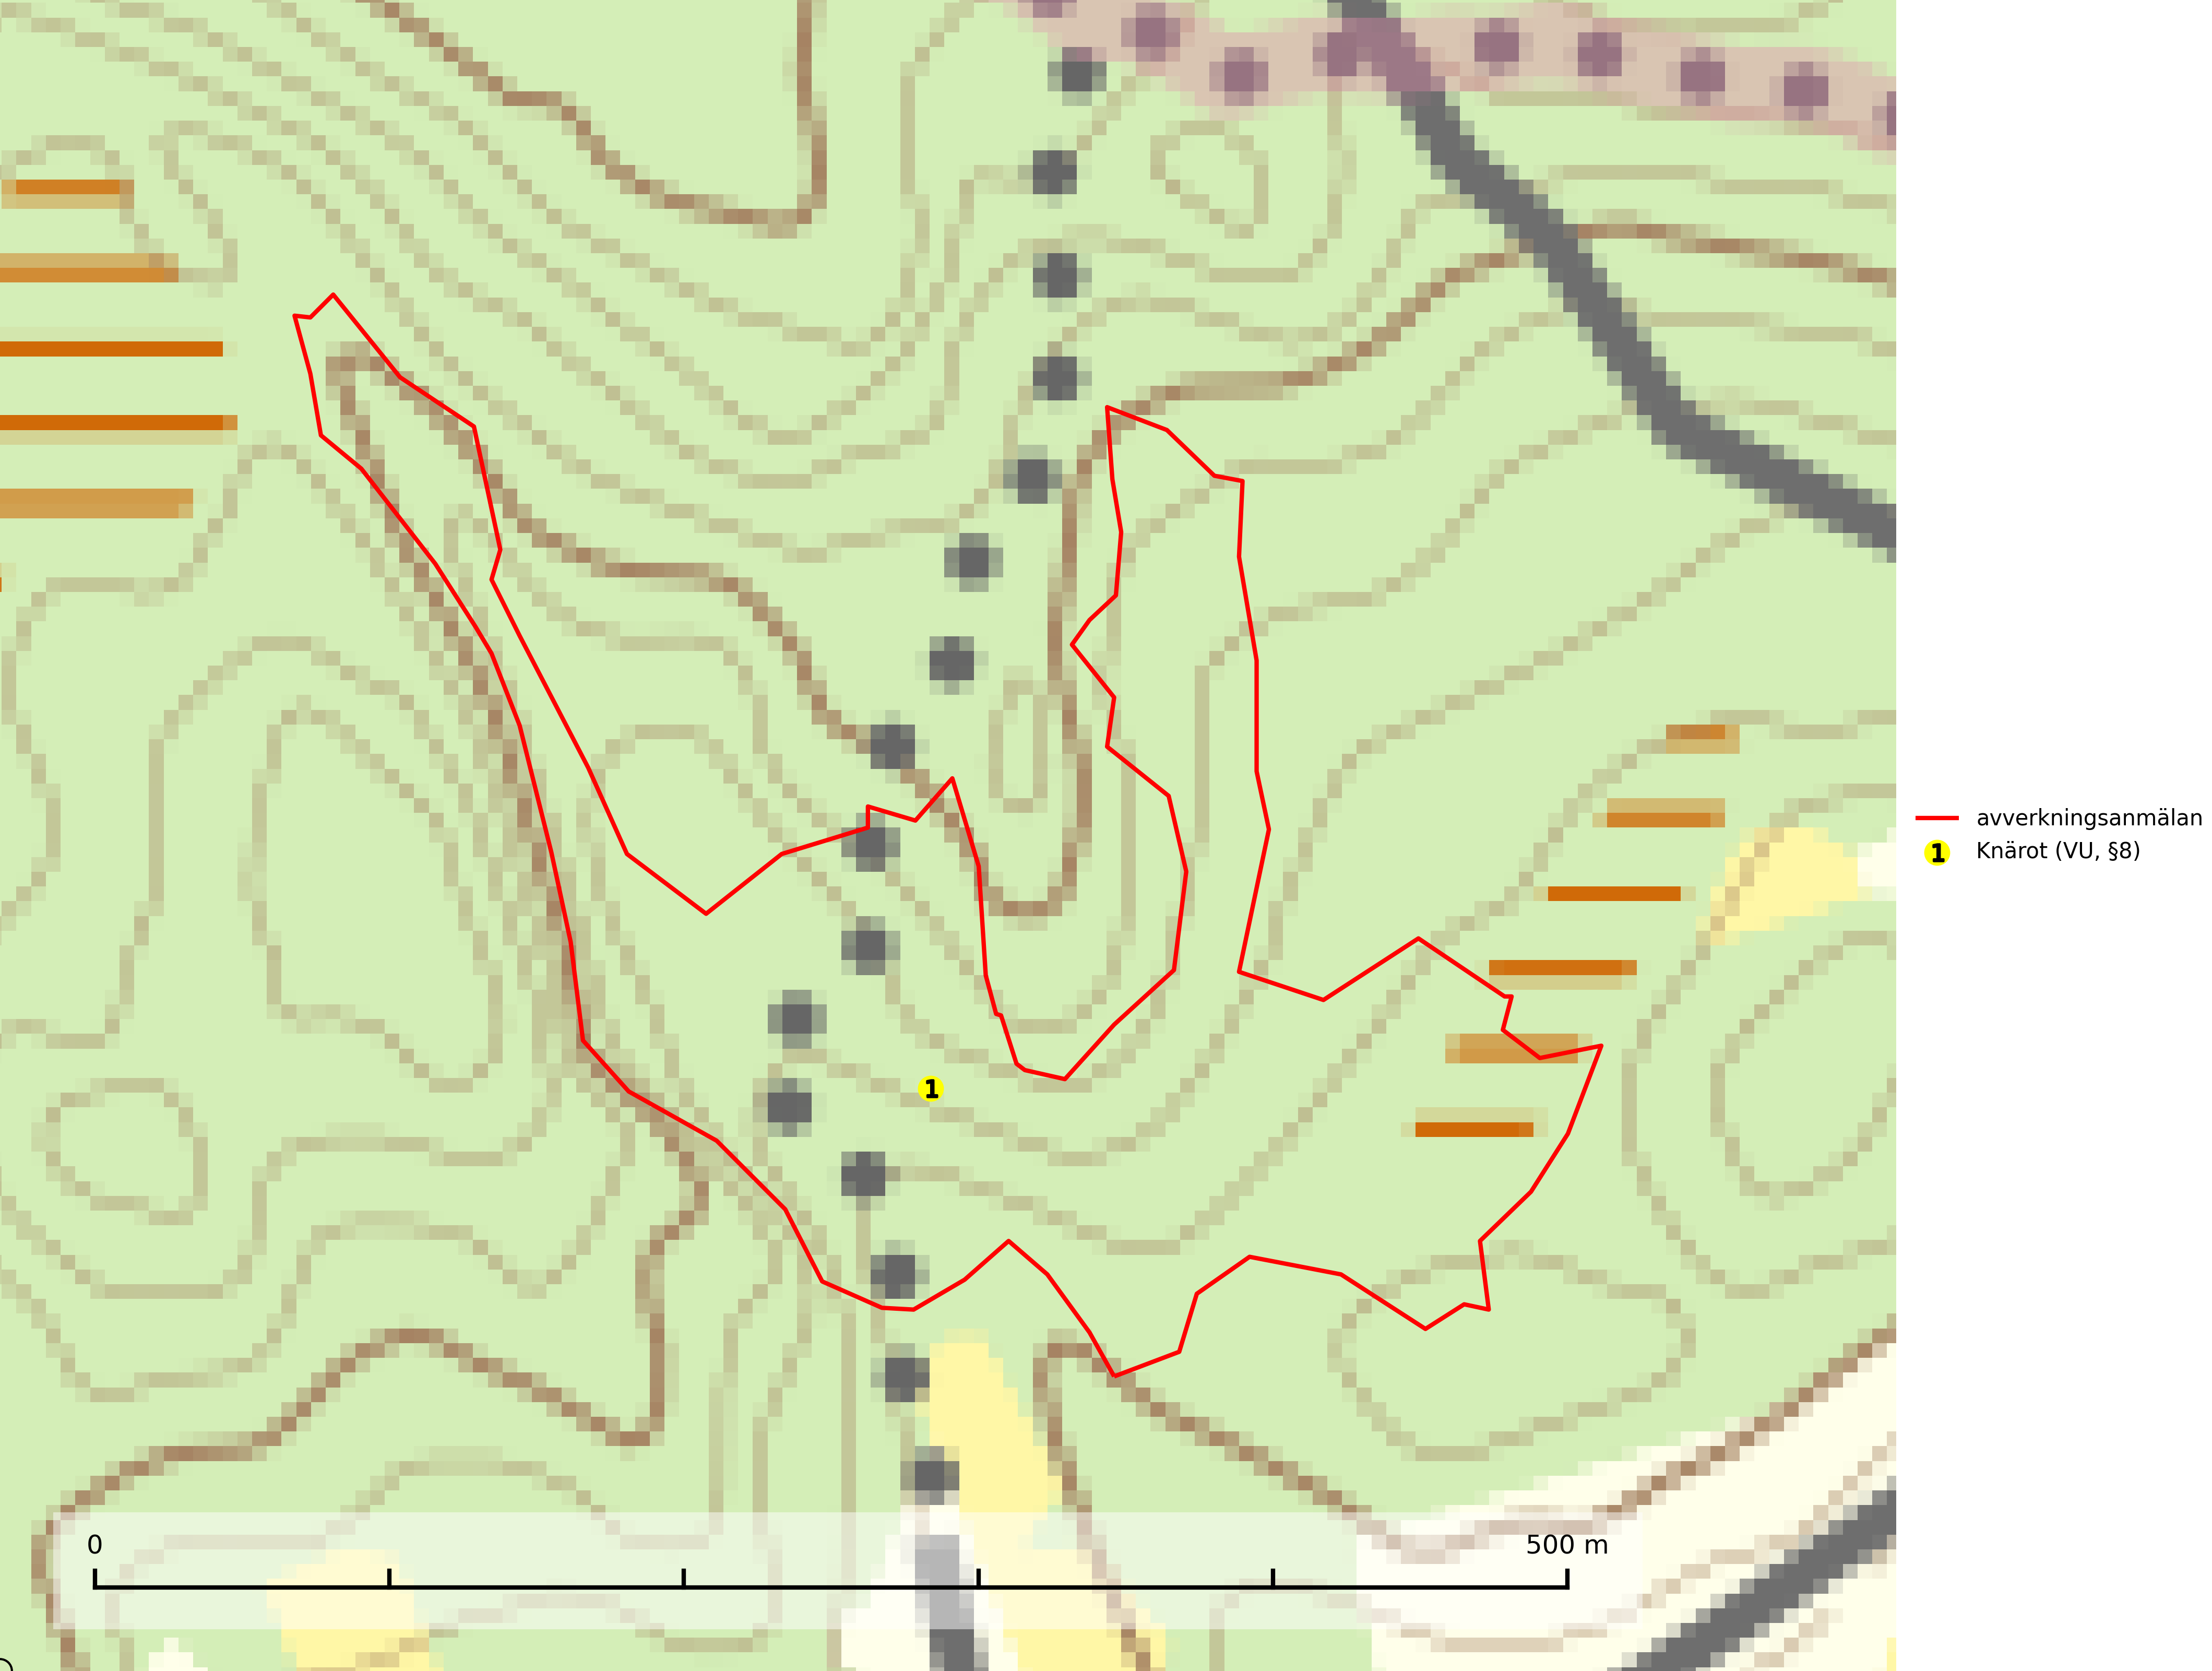 1
avverkningsanmälan
1 Knärot (VU, §8)
0 500 m